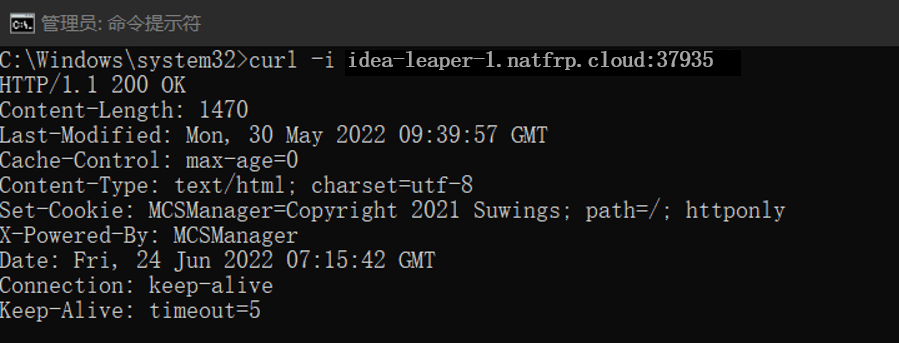 管理员: 命令提示符
C:\Windows\system32>curl -i idea-leaper-1.natfrp.cloud:37935
HTTP/1.1 200 OK
Content-Length: 1470
Last-Modified: Mon, 30 May 2022 09:39:57 GMT
Cache-Control: max-age=0
Content-Type: text/html; charset=utf-8
Set-Cookie: MCSManager=Copyright 2021 Suwings; path=/; httponly
X-Powered-By: MCSManager
Date: Fri, 24 Jun 2022 07:15:42 GMT
Connection: keep-alive
Keep-Alive: timeout=5